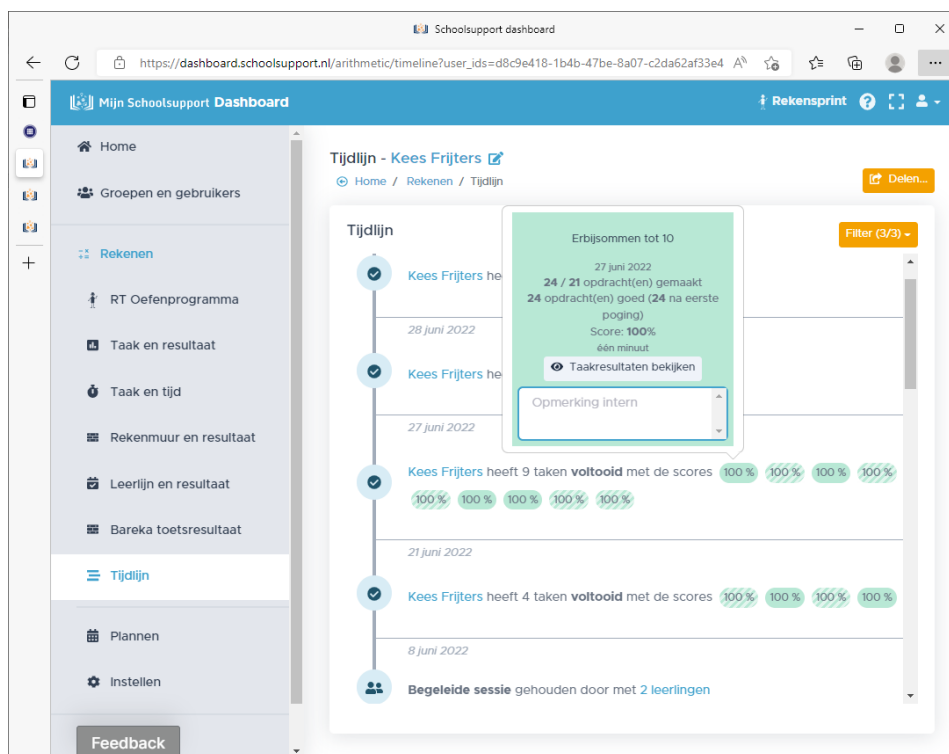 Schoolsupport dashboard
https://dashboard.schoolsupport.nl/arithmetic/timeline?user_ids=d8c9e418-1b4b-47be-8a07-c2da62af33e4
Mijn Schoolsupport Dashboard
Rekensprint
Home
Groepen en gebruikers
Rekenen
RT Oefenprogramma
Taak en resultaat
Taak en tijd
Rekenmuur en resultaat
Leerlijn en resultaat
Bareka toetsresultaat
Tijdlijn
Plannen
Instellen
Feedback
Tijdlijn - Kees Frijters
Home / Rekenen / Tijdlijn
Delen...
Tijdlijn
Filter (3/3)
Erbijsommen tot 10
27 juni 2022
24 / 21 opdracht(en) gemaakt
24 opdracht(en) goed (24 na eerste
poging)
Score: 100%
één minuut
Taakresultaten bekijken
Opmerking intern
Kees Frijters hee
28 juni 2022
Kees Frijters hee
27 juni 2022
Kees Frijters heeft 9 taken voltooid met de scores 100 % 100 % 100 % 100 %
100 % 100 % 100 % 100 % 100 %
21 juni 2022
Kees Frijters heeft 4 taken voltooid met de scores 100 % 100 % 100 % 100 %
8 juni 2022
Begeleide sessie gehouden door met 2 leerlingen